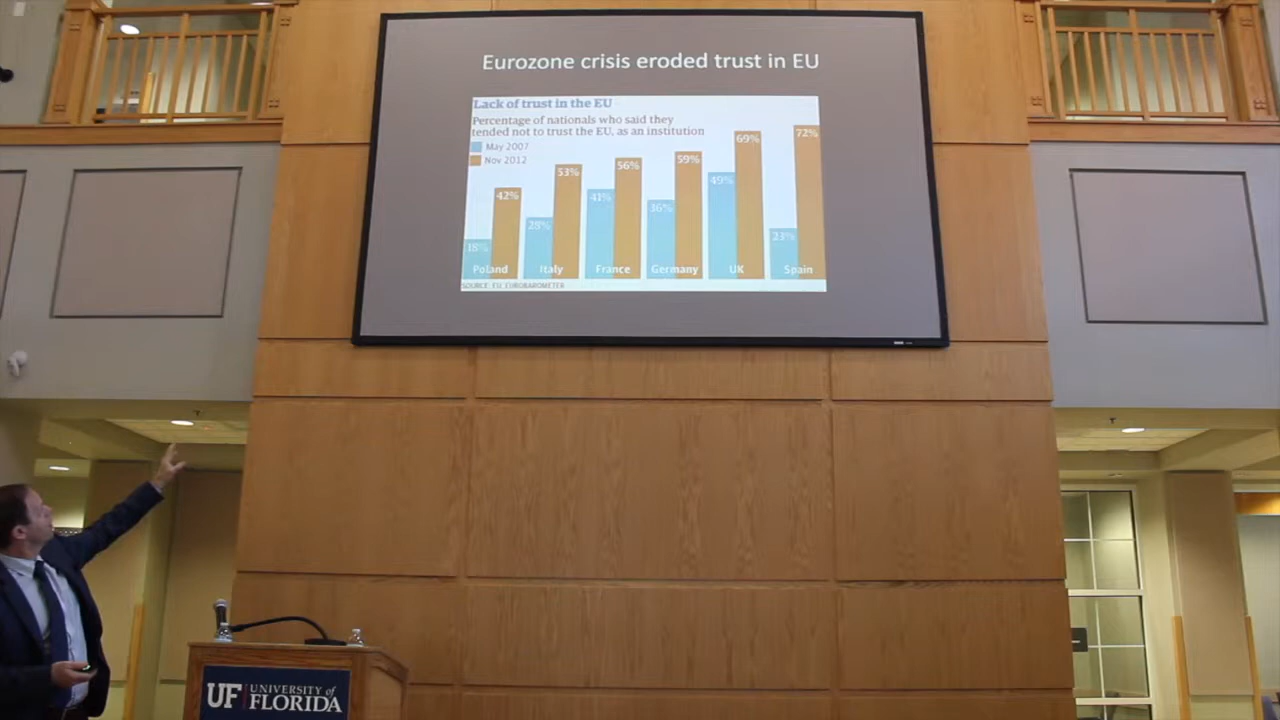 Eurozone crisis eroded trust in EU
Lack of trust in the EU
Percentage of nationals who said they
tended not to trust the EU, as an institution
May 2007
Nov 2012
18% 42% 28% 53% 41% 56% 36% 59% 49% 69% 23% 72%
Poland Italy France Germany UK Spain
SOURCE: EU, EUROBAROMETER
UF UNIVERSITY of
FLORIDA